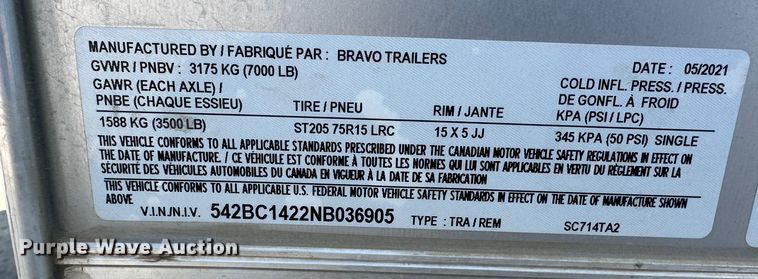 MANUFACTURED BY / FABRIQUÉ PAR : BRAVO TRAILERS
GVWR / PNBV : 3175 KG (7000 LB) DATE : 05/2021
GAWR (EACH AXLE) / COLD INFL. PRESS. / PRESS.
PNBE (CHAQUE ESSIEU) TIRE / PNEU RIM / JANTE DE GONFL. À FROID
KPA (PSI / LPC)
1588 KG (3500 LB) ST205 75R15 LRC 15 X 5 JJ 345 KPA (50 PSI) SINGLE
THIS VEHICLE CONFORMS TO ALL APPLICABLE STANDARDS PRESCRIBED UNDER THE CANADIAN MOTOR VEHICLE SAFETY REGULATIONS IN EFFECT ON
THE DATE OF MANUFACTURE. / CE VÉHICULE EST CONFORME À TOUTES LES NORMES QUI LUI SONT APPLICABLES EN VERTU DU RÉGLEMENT SUR LA
SÉCURITÉ DES VÉHICULES AUTOMOBILES DU CANADA EN VIGUEUR À LA DATE DE SA FABRICATION
THIS VEHICLE CONFORMS TO ALL APPLICABLE U.S. FEDERAL MOTOR VEHICLE SAFETY STANDARDS IN EFFECT ON THE DATE OF MANUFACTURE SHOWN
ABOVE
V.I.N./N.I.V. 542BC1422NB036905 TYPE : TRA / REM SC714TA2
Purple Wave Auction